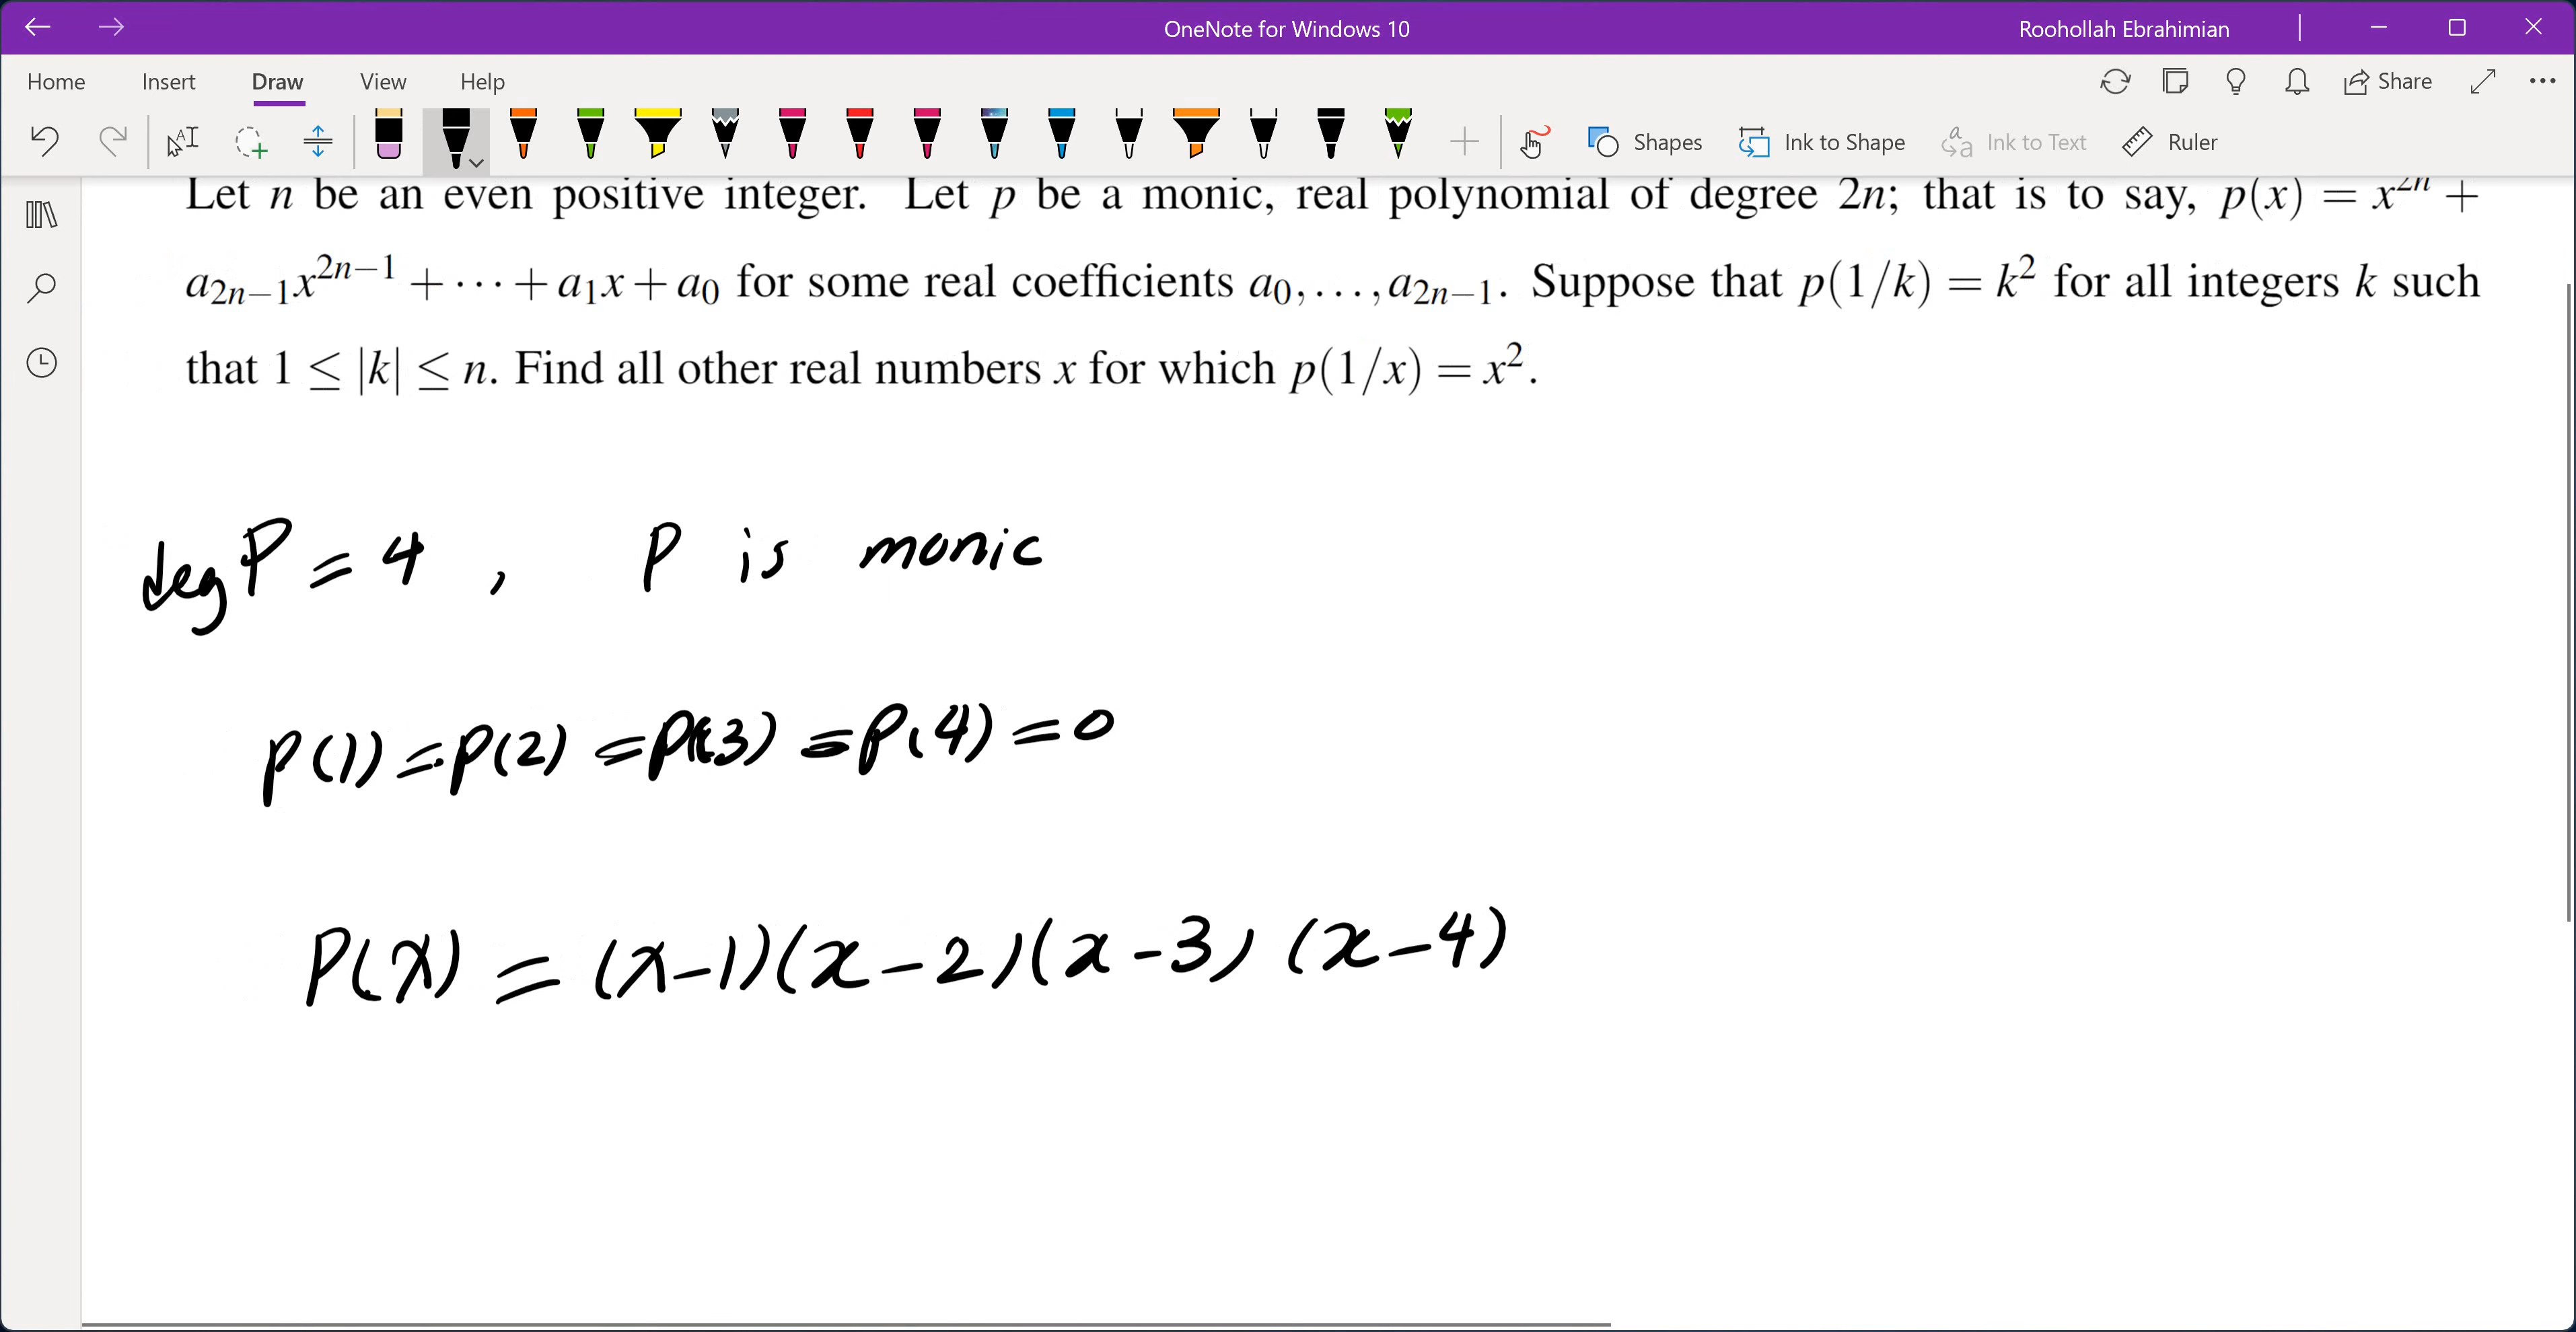 OneNote for Windows 10
Roohollah Ebrahimian
Home Insert Draw View Help
Share
Shapes Ink to Shape Ink to Text Ruler
Let n be an even positive integer. Let p be a monic, real polynomial of degree 2n; that is to say, p(x) = x^{2n} +
a_{2n−1}x^{2n−1} + ⋯ + a_1x + a_0 for some real coefficients a_0, …, a_{2n−1}. Suppose that p(1/k) = k^2 for all integers k such
that 1 ≤ |k| ≤ n. Find all other real numbers x for which p(1/x) = x^2.
deg P = 4 , P is monic
P(1) = P(2) = P(3) = P(4) = 0
P(x) = (x−1)(x−2)(x−3)(x−4)